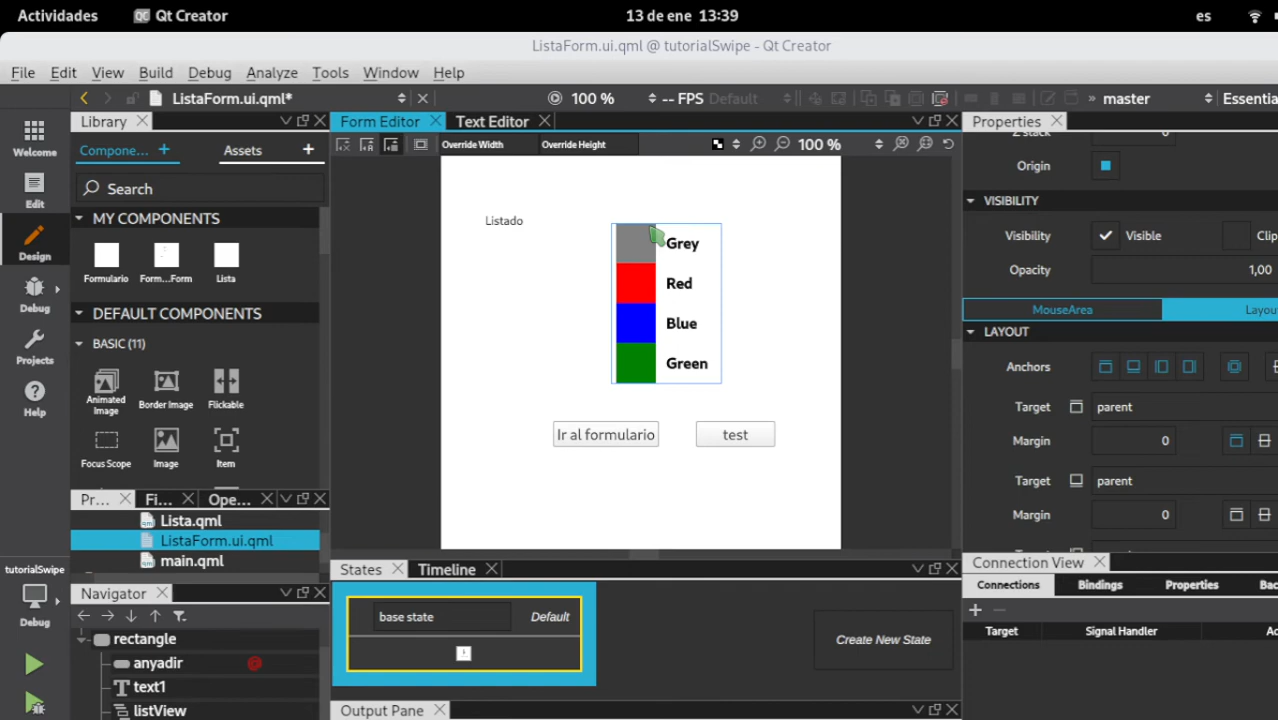 Actividades Qt Creator 13 de ene 13:39 es
ListaForm.ui.qml @ tutorialSwipe - Qt Creator
File Edit View Build Debug Analyze Tools Window Help
ListaForm.ui.qml* 100 % -- FPS Default master Essentia
Library Form Editor Text Editor Properties
Welcome
Compone... + Assets + Override Width Override Height 100 %
Origin
Search
Edit
VISIBILITY
MY COMPONENTS
Listado
Visibility Visible Clip
Grey
Design
Formulario Form...Form Lista
Opacity 1,00
Red
Debug
DEFAULT COMPONENTS
MouseArea Layou
Blue
LAYOUT
BASIC (11)
Projects
Green
Anchors
Animated Image Border Image Flickable
Target parent
Help
Ir al formulario test
Margin 0
Focus Scope Image Item
Target parent
Pr... Fi... Ope...
Margin 0
Lista.qml
ListaForm.ui.qml
main.qml
States Timeline
Connection View
tutorialSwipe
Connections Bindings Properties Bac
Navigator
Debug
base state Default
Create New State
Target Signal Handler Ac
rectangle
anyadir
text1
listView
Output Pane